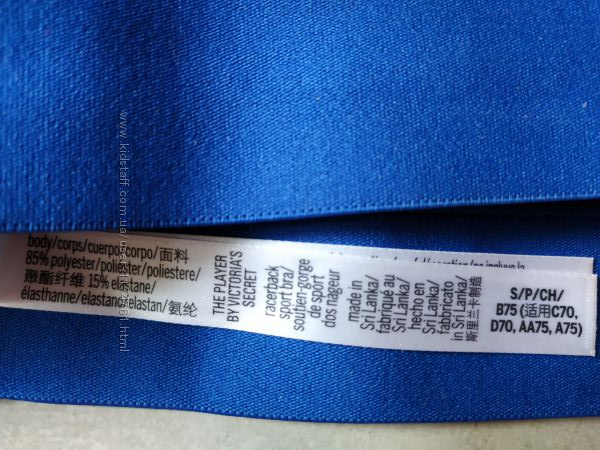 body/corps/cuerpo/corpo/面料
85% polyester/poliéster/poliestere/
聚酯纤维 15% elastane/
élasthanne/elastano/elastan/氨纶
THE PLAYER
BY VICTORIA'S
SECRET
racerback
sport bra/
soutien-gorge
de sport
dos nageur
made in
Sri Lanka/
fabriqué au
Sri Lanka/
hecho en
Sri Lanka/
fabricato
in Sri Lanka/
斯里兰卡制造
S/P/CH/
B75 (适用C70,
D70, AA75, A75)